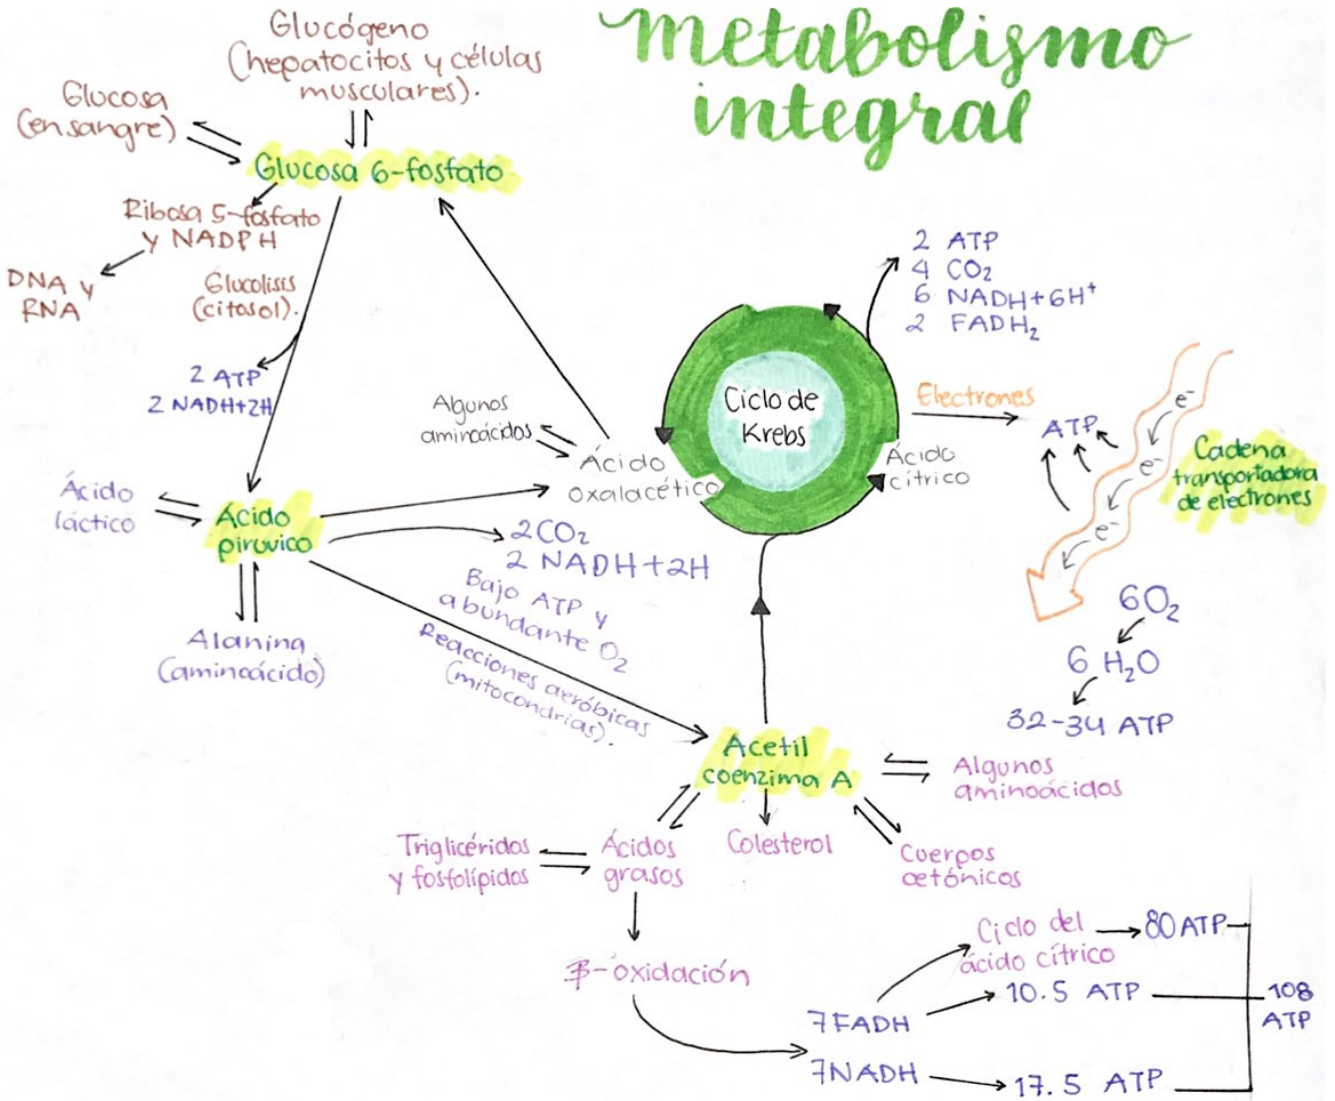 metabolismo
integral
Glucógeno
(hepatocitos y células
musculares).
Glucosa
(en sangre)
Glucosa 6-fosfato
Ribosa 5-fosfato
y NADPH
DNA y
RNA
Glucolisis
(citosol).
2 ATP
2 NADH+2H
2 ATP
4 CO₂
6 NADH+6H⁺
2 FADH₂
Ciclo de
Krebs
Electrones
ATP
e⁻
e⁻
e⁻
Cadena
transportadora
de electrones
Algunos
aminoácidos
Ácido
oxalacético
Ácido
cítrico
Ácido
láctico
Ácido
pirúvico
2CO₂
2 NADH+2H
Alanina
(aminoácido)
Bajo ATP y
abundante O₂
Reacciones aeróbicas
(mitocondrias).
6O₂
6 H₂O
32-34 ATP
Acetil
coenzima A
Algunos
aminoácidos
Triglicéridos
y fosfolípidos
Ácidos
grasos
Colesterol
Cuerpos
cetónicos
β-oxidación
Ciclo del
ácido cítrico
80 ATP
7FADH
10.5 ATP
108
ATP
7NADH
17.5 ATP